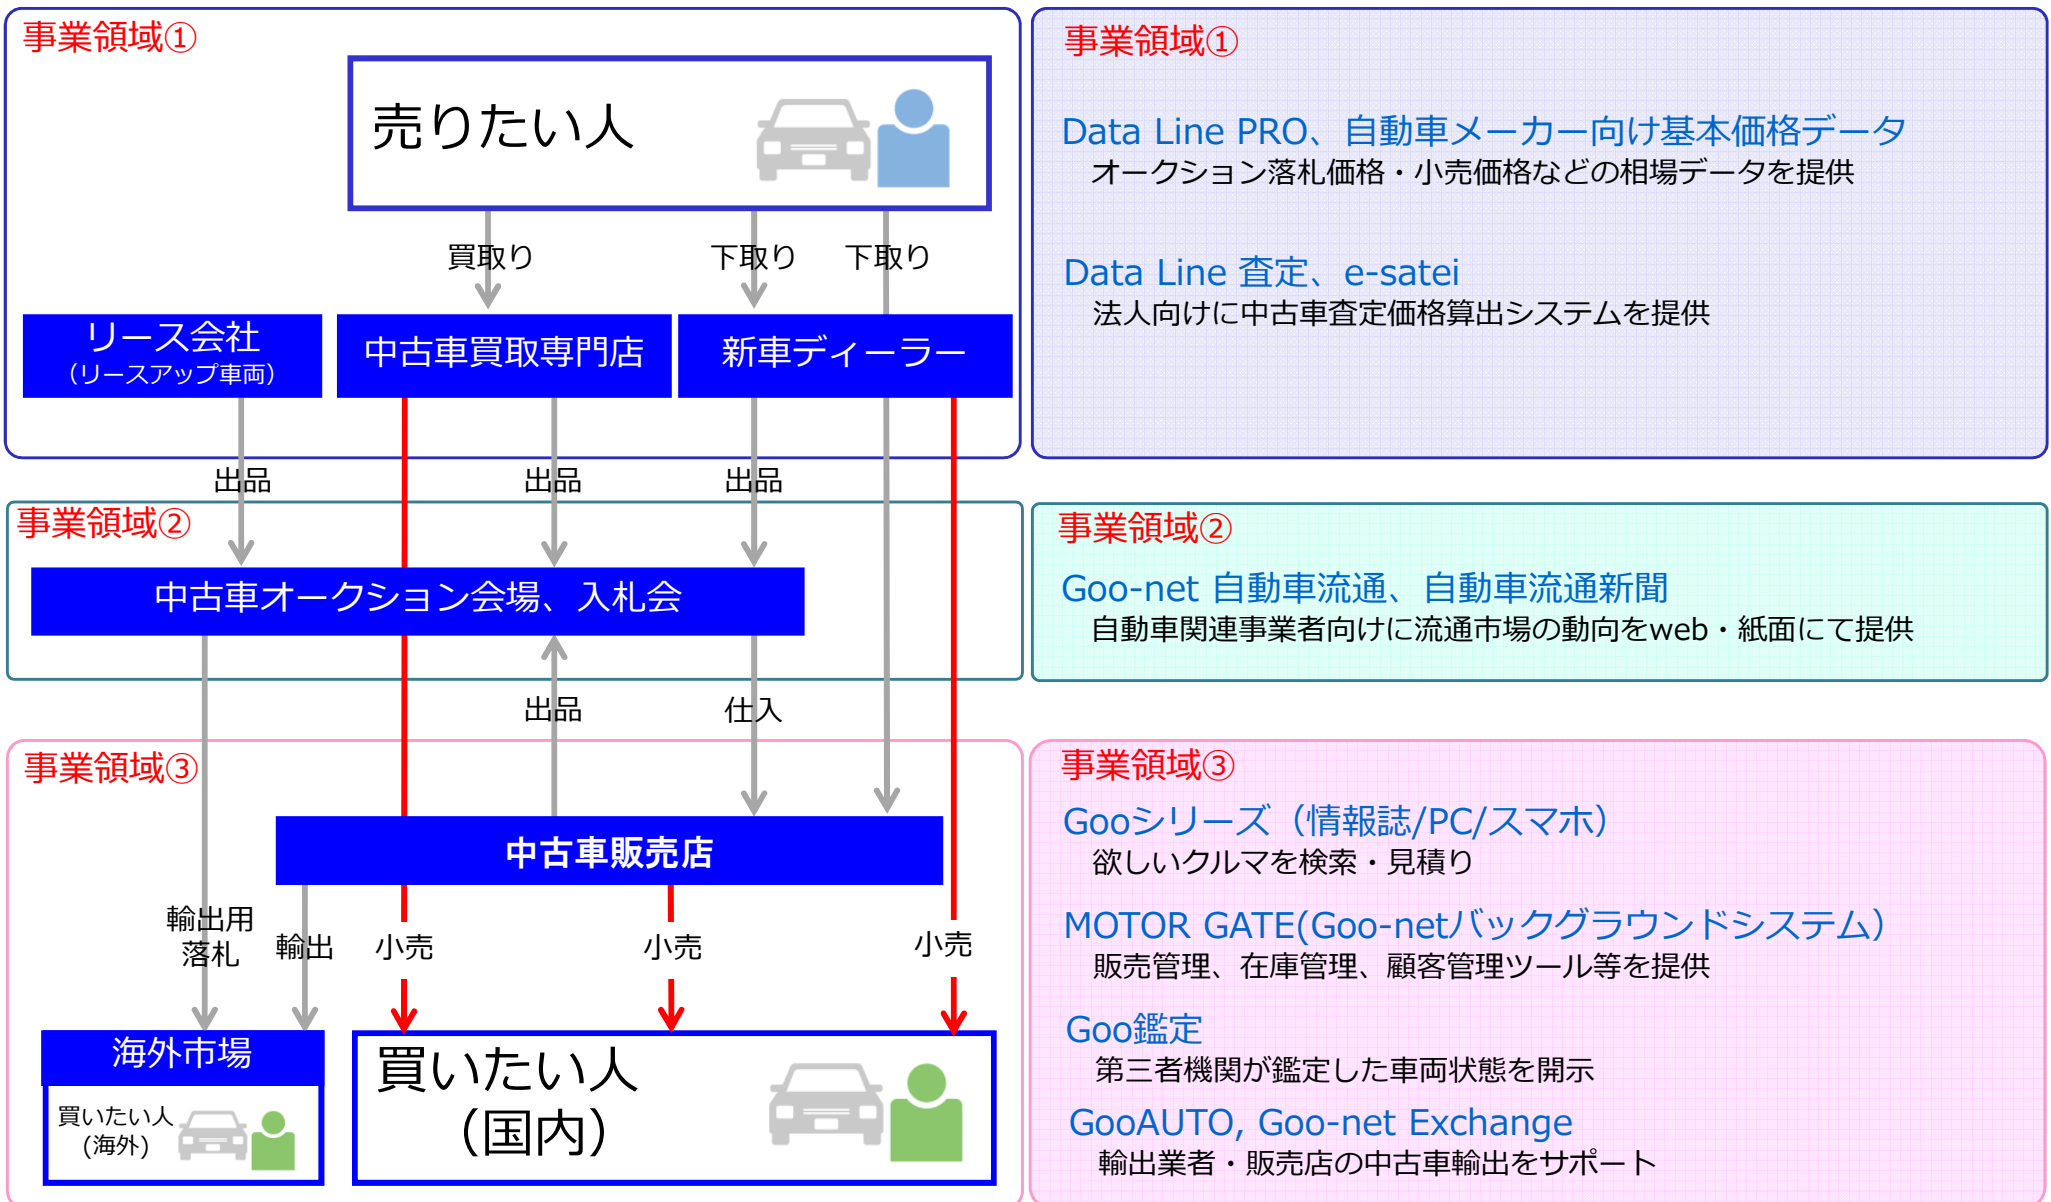 事業領域①
売りたい人
買取り
下取り
下取り
リース会社
（リースアップ車両）
中古車買取専門店
新車ディーラー
出品
出品
出品
事業領域②
中古車オークション会場、入札会
出品
仕入
事業領域③
中古車販売店
輸出用
落札
輸出
小売
小売
小売
海外市場
買いたい人
(海外)
買いたい人
（国内）
事業領域①
Data Line PRO、自動車メーカー向け基本価格データ
オークション落札価格・小売価格などの相場データを提供
Data Line 査定、e-satei
法人向けに中古車査定価格算出システムを提供
事業領域②
Goo-net 自動車流通、自動車流通新聞
自動車関連事業者向けに流通市場の動向をweb・紙面にて提供
事業領域③
Gooシリーズ（情報誌/PC/スマホ）
欲しいクルマを検索・見積り
MOTOR GATE(Goo-netバックグラウンドシステム）
販売管理、在庫管理、顧客管理ツール等を提供
Goo鑑定
第三者機関が鑑定した車両状態を開示
GooAUTO, Goo-net Exchange
輸出業者・販売店の中古車輸出をサポート